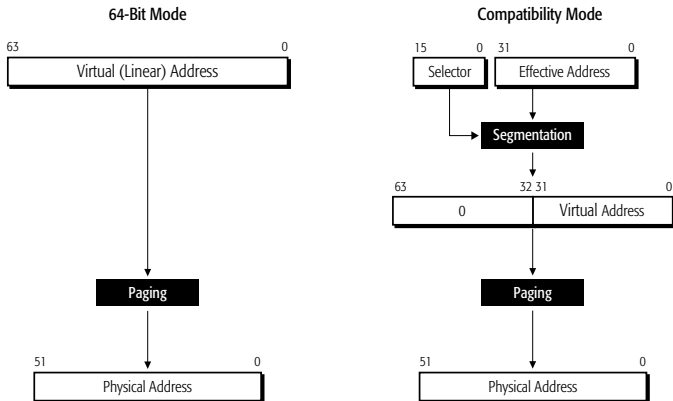 64-Bit Mode
63 0
Virtual (Linear) Address
Paging
51 0
Physical Address
Compatibility Mode
15 0 31 0
Selector Effective Address
Segmentation
63 32 31 0
0 Virtual Address
Paging
51 0
Physical Address